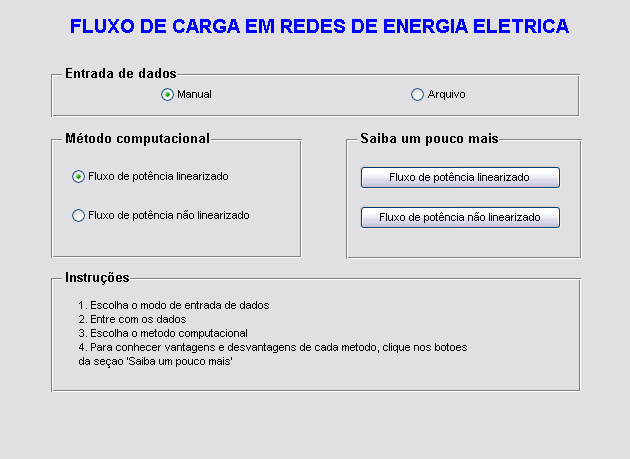 FLUXO DE CARGA EM REDES DE ENERGIA ELETRICA
Entrada de dados
Manual
Arquivo
Método computacional
Fluxo de potência linearizado
Fluxo de potência não linearizado
Saiba um pouco mais
Fluxo de potência linearizado
Fluxo de potência não linearizado
Instruções
1. Escolha o modo de entrada de dados
2. Entre com os dados
3. Escolha o metodo computacional
4. Para conhecer vantagens e desvantagens de cada metodo, clique nos botoes
da seçao 'Saiba um pouco mais'